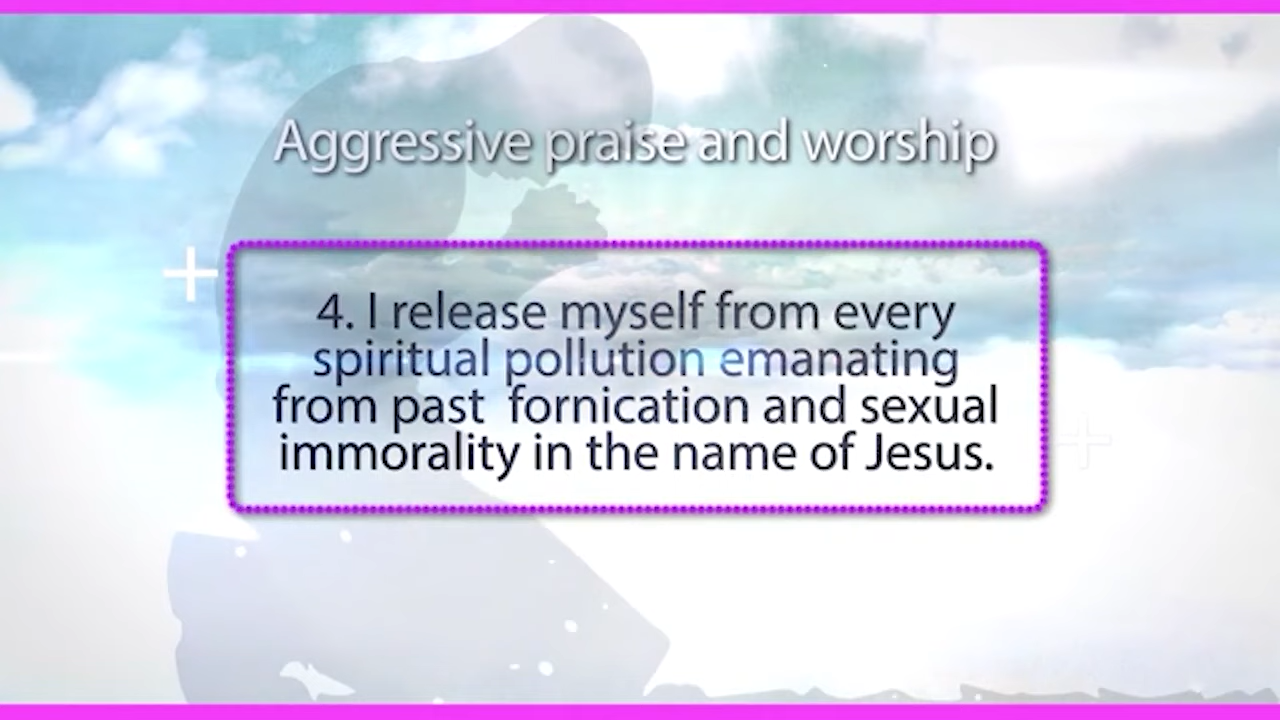 Aggressive praise and worship
4. I release myself from every
spiritual pollution emanating
from past  fornication and sexual
immorality in the name of Jesus.